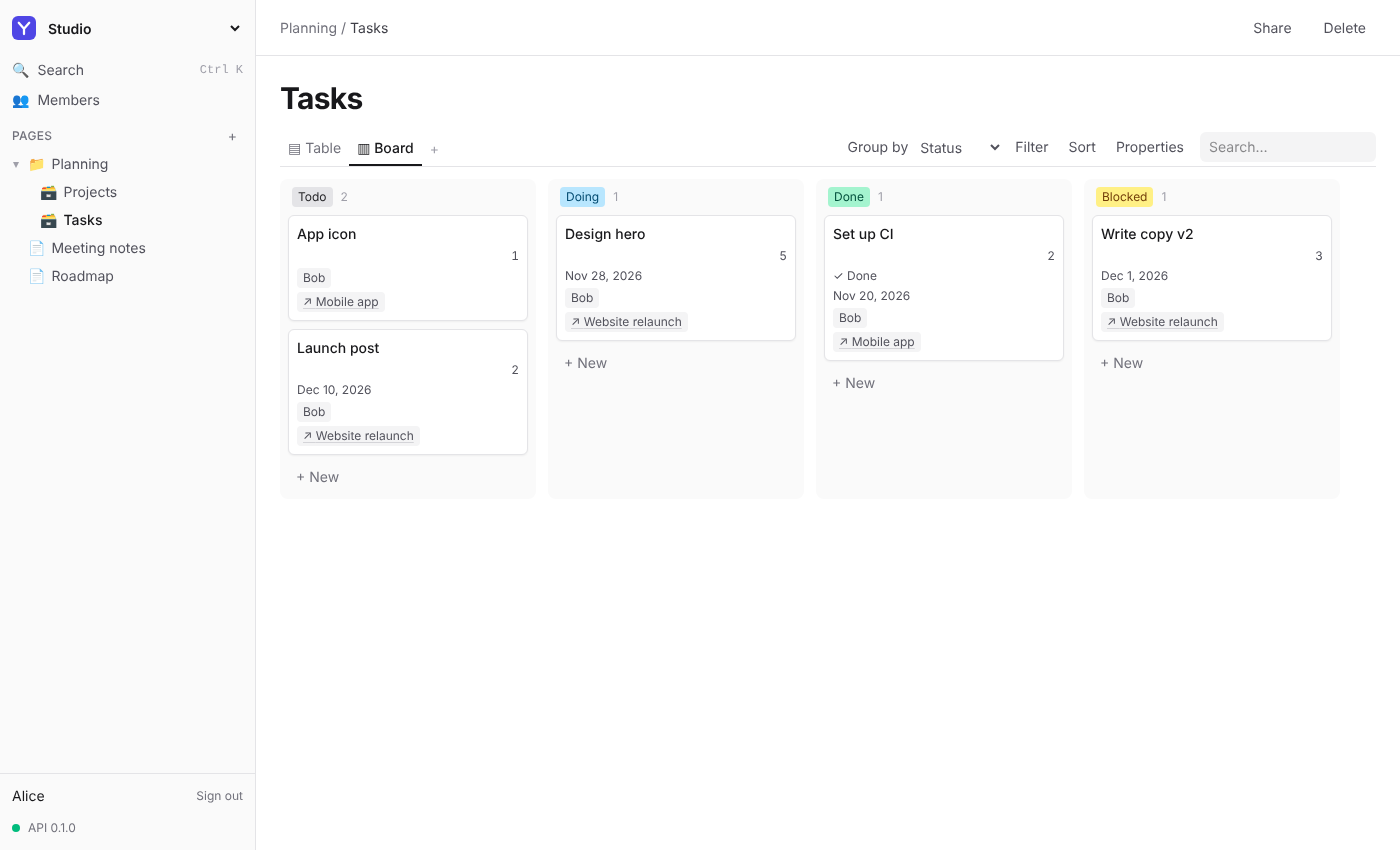 Studio
Search Ctrl K
Members
PAGES +
Planning
Projects
Tasks
Meeting notes
Roadmap
Alice Sign out
API 0.1.0
Planning / Tasks
Share Delete
Tasks
Table Board +
Group by Status Filter Sort Properties Search...
Todo 2
App icon
1
Bob
↗ Mobile app
Launch post
2
Dec 10, 2026
Bob
↗ Website relaunch
+ New
Doing 1
Design hero
5
Nov 28, 2026
Bob
↗ Website relaunch
+ New
Done 1
Set up CI
2
✓ Done
Nov 20, 2026
Bob
↗ Mobile app
+ New
Blocked 1
Write copy v2
3
Dec 1, 2026
Bob
↗ Website relaunch
+ New